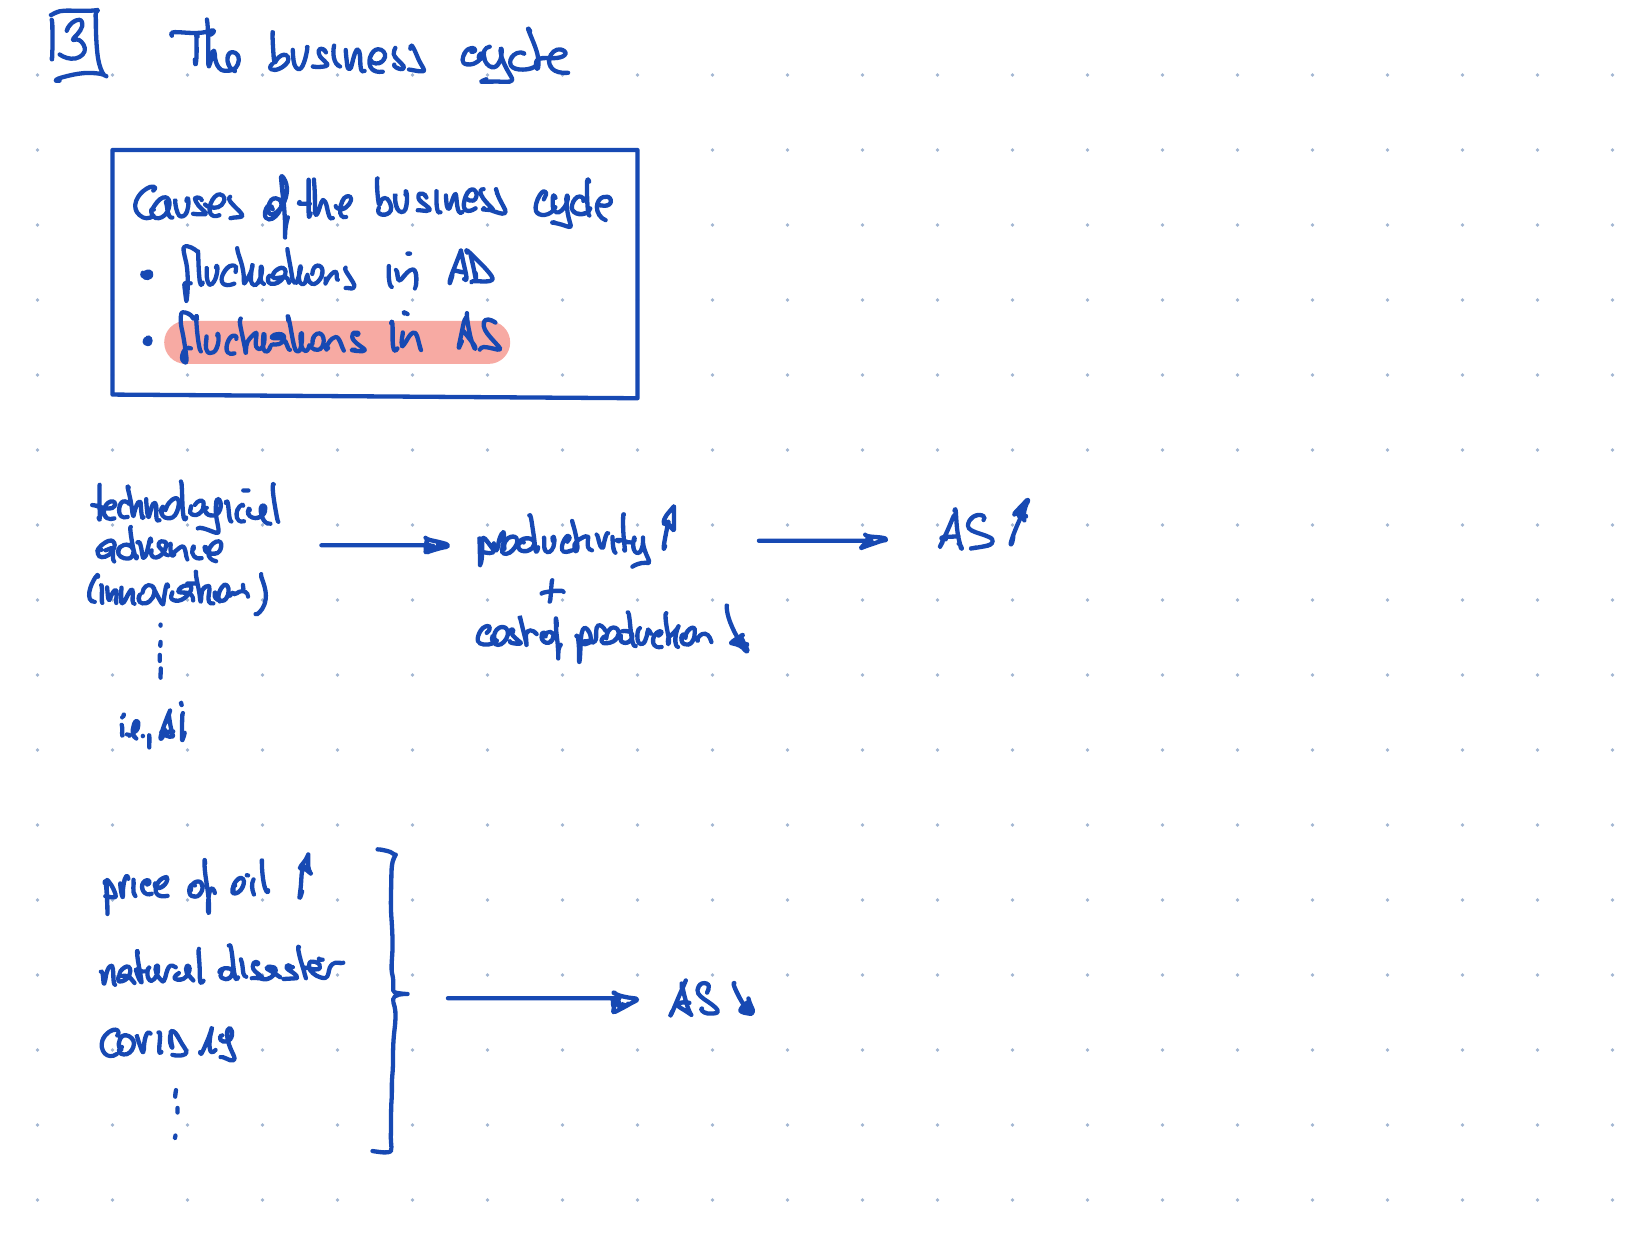 3 The business cycle
Causes of the business cycle
• fluctuations in AD
• fluctuations in AS
technological
advance
(innovation)
i.e., AI
productivity ↑
+
cost of production ↘
AS ↗
price of oil ↑
natural disaster
COVID 19
AS ↘